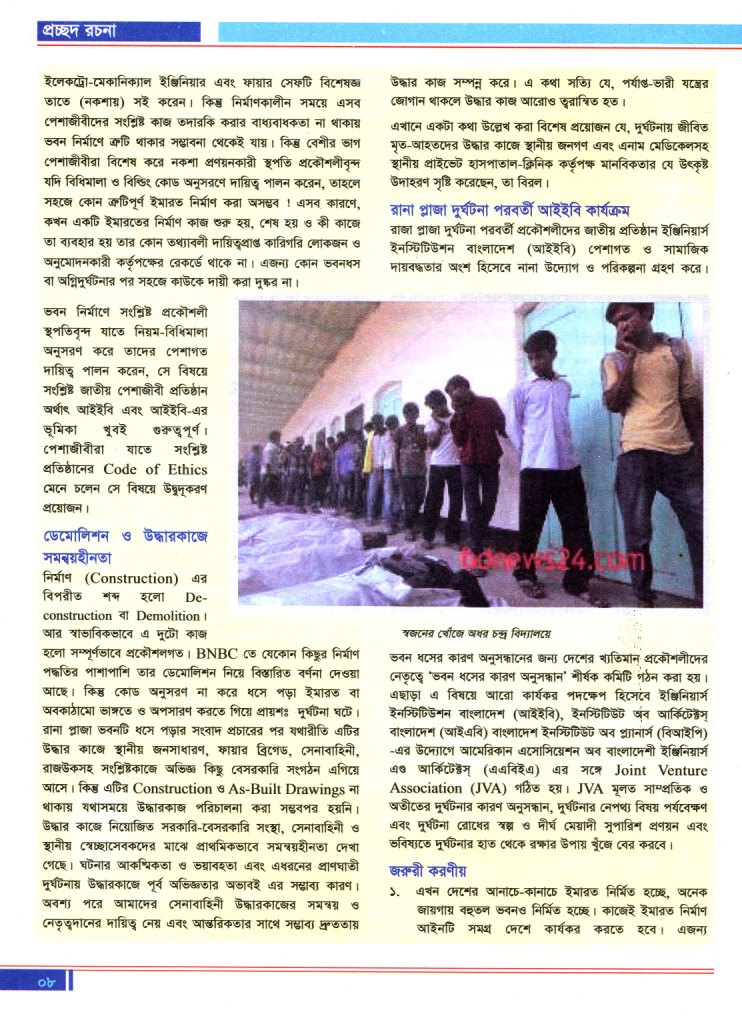 প্রচ্ছদ রচনা
ইলেকট্রো-মেকানিক্যাল ইঞ্জিনিয়ার এবং ফায়ার সেফটি বিশেষজ্ঞ
তাতে (নকশায়) সই করেন। কিন্তু নির্মাণকালীন সময়ে এসব
পেশাজীবীদের সংশ্লিষ্ট কাজ তদারকি করার বাধ্যবাধকতা না থাকায়
ভবন নির্মাণে ত্রুটি থাকার সম্ভাবনা থেকেই যায়। কিন্তু বেশীর ভাগ
পেশাজীবীরা বিশেষ করে নকশা প্রণয়নকারী স্থপতি প্রকৌশলীবৃন্দ
যদি বিধিমালা ও বিল্ডিং কোড অনুসরণে দায়িত্ব পালন করেন, তাহলে
সহজে কোন ত্রুটিপূর্ণ ইমারত নির্মাণ করা অসম্ভব ! এসব কারণে,
কখন একটি ইমারতের নির্মাণ কাজ শুরু হয়, শেষ হয় ও কী কাজে
তা ব্যবহার হয় তার কোন তথ্যাবলী দায়িত্বপ্রাপ্ত কারিগরি লোকজন ও
অনুমোদনকারী কর্তৃপক্ষের রেকর্ডে থাকে না। এজন্য কোন ভবনধস
বা অগ্নিদুর্ঘটনার পর সহজে কাউকে দায়ী করা দুষ্কর না।
ভবন নির্মাণে সংশ্লিষ্ট প্রকৌশলী
স্থপতিবৃন্দ যাতে নিয়ম-বিধিমালা
অনুসরণ করে তাদের পেশাগত
দায়িত্ব পালন করেন, সে বিষয়ে
সংশ্লিষ্ট জাতীয় পেশাজীবী প্রতিষ্ঠান
অর্থাৎ আইইবি এবং আইইবি-এর
ভূমিকা খুবই গুরুত্বপূর্ণ।
পেশাজীবীরা যাতে সংশ্লিষ্ট
প্রতিষ্ঠানের Code of Ethics
মেনে চলেন সে বিষয়ে উদ্বুদ্বকরণ
প্রয়োজন।
ডেমোলিশন ও উদ্ধারকাজে
সমন্বয়হীনতা
নির্মাণ (Construction) এর
বিপরীত শব্দ হলো De-
construction বা Demolition।
আর স্বাভাবিকভাবে এ দুটো কাজ
হলো সম্পূর্ণভাবে প্রকৌশলগত। BNBC তে যেকোন কিছুর নির্মাণ
পদ্ধতির পাশাপাশি তার ডেমোলিশন নিয়ে বিস্তারিত বর্ণনা দেওয়া
আছে। কিন্তু কোড অনুসরণ না করে ধসে পড়া ইমারত বা
অবকাঠামো ভাঙ্গতে ও অপসারণ করতে গিয়ে প্রায়শঃ দুর্ঘটনা ঘটে।
রানা প্লাজা ভবনটি ধসে পড়ার সংবাদ প্রচারের পর যথারীতি এটির
উদ্ধার কাজে স্থানীয় জনসাধারণ, ফায়ার ব্রিগেড, সেনাবাহিনী,
রাজউকসহ সংশ্লিষ্টকাজে অভিজ্ঞ কিছু বেসরকারি সংগঠন এগিয়ে
আসে। কিন্তু এটির Construction ও As-Built Drawings না
থাকায় যথাসময়ে উদ্ধারকাজ পরিচালনা করা সম্ভবপর হয়নি।
উদ্ধার কাজে নিয়োজিত সরকারি-বেসরকারি সংস্থা, সেনাবাহিনী ও
স্থানীয় স্বেচ্ছাসেবকদের মাঝে প্রাথমিকভাবে সমন্বয়হীনতা দেখা
গেছে। ঘটনার আকস্মিকতা ও ভয়াবহতা এবং এধরনের প্রাণঘাতী
দুর্ঘটনায় উদ্ধারকাজে পূর্ব অভিজ্ঞতার অভাবই এর সম্ভাব্য কারণ।
অবশ্য পরে আমাদের সেনাবাহিনী উদ্ধারকাজের সমন্বয় ও
নেতৃত্বদানের দায়িত্ব নেয় এবং আন্তরিকতার সাথে সম্ভাব্য দ্রুততায়
উদ্ধার কাজ সম্পন্ন করে। এ কথা সত্যি যে, পর্যাপ্ত-ভারী যন্ত্রের
জোগান থাকলে উদ্ধার কাজ আরোও ত্বরান্বিত হত।
এখানে একটা কথা উল্লেখ করা বিশেষ প্রয়োজন যে, দুর্ঘটনায় জীবিত
মৃত-আহতদের উদ্ধার কাজে স্থানীয় জনগণ এবং এনাম মেডিকেলসহ
স্থানীয় প্রাইভেট হাসপাতাল-ক্লিনিক কর্তৃপক্ষ মানবিকতার যে উৎকৃষ্ট
উদাহরণ সৃষ্টি করেছেন, তা বিরল।
রানা প্লাজা দুর্ঘটনা পরবর্তী আইইবি কার্যক্রম
রাজা প্লাজা দুর্ঘটনা পরবর্তী প্রকৌশলীদের জাতীয় প্রতিষ্ঠান ইঞ্জিনিয়ার্স
ইনস্টিটিউশন বাংলাদেশ (আইইবি) পেশাগত ও সামাজিক
দায়বদ্ধতার অংশ হিসেবে নানা উদ্যোগ ও পরিকল্পনা গ্রহণ করে।
bdnews24.com
স্বজনের খোঁজে অধর চন্দ্র বিদ্যালয়ে
ভবন ধসের কারণ অনুসন্ধানের জন্য দেশের খ্যতিমান প্রকৌশলীদের
নেতৃত্বে ‘ভবন ধসের কারণ অনুসন্ধান’ শীর্ষক কমিটি গঠন করা হয়।
এছাড়া এ বিষয়ে আরো কার্যকর পদক্ষেপ হিসেবে ইঞ্জিনিয়ার্স
ইনস্টিটিউশন বাংলাদেশ (আইইবি), ইনস্টিটিউট অব আর্কিটেক্টস্
বাংলাদেশ (আইএবি) বাংলাদেশ ইনস্টিটিউট অব প্ল্যানার্স (বিআইপি)
-এর উদ্যোগে আমেরিকান এসোসিয়েশন অব বাংলাদেশী ইঞ্জিনিয়ার্স
এণ্ড আর্কিটেক্টস্ (এএবিইএ) এর সঙ্গে Joint Venture
Association (JVA) গঠিত হয়। JVA মূলত সাম্প্রতিক ও
অতীতের দুর্ঘটনার কারণ অনুসন্ধান, দুর্ঘটনার নেপথ্য বিষয় পর্যবেক্ষণ
এবং দুর্ঘটনা রোধের স্বল্প ও দীর্ঘ মেয়াদী সুপারিশ প্রণয়ন এবং
ভবিষ্যতে দুর্ঘটনার হাত থেকে রক্ষার উপায় খুঁজে বের করবে।
জরুরী করণীয়
১. এখন দেশের আনাচে-কানাচে ইমারত নির্মিত হচ্ছে, অনেক
জায়গায় বহুতল ভবনও নির্মিত হচ্ছে। কাজেই ইমারত নির্মাণ
আইনটি সমগ্র দেশে কার্যকর করতে হবে। এজন্য
০৮